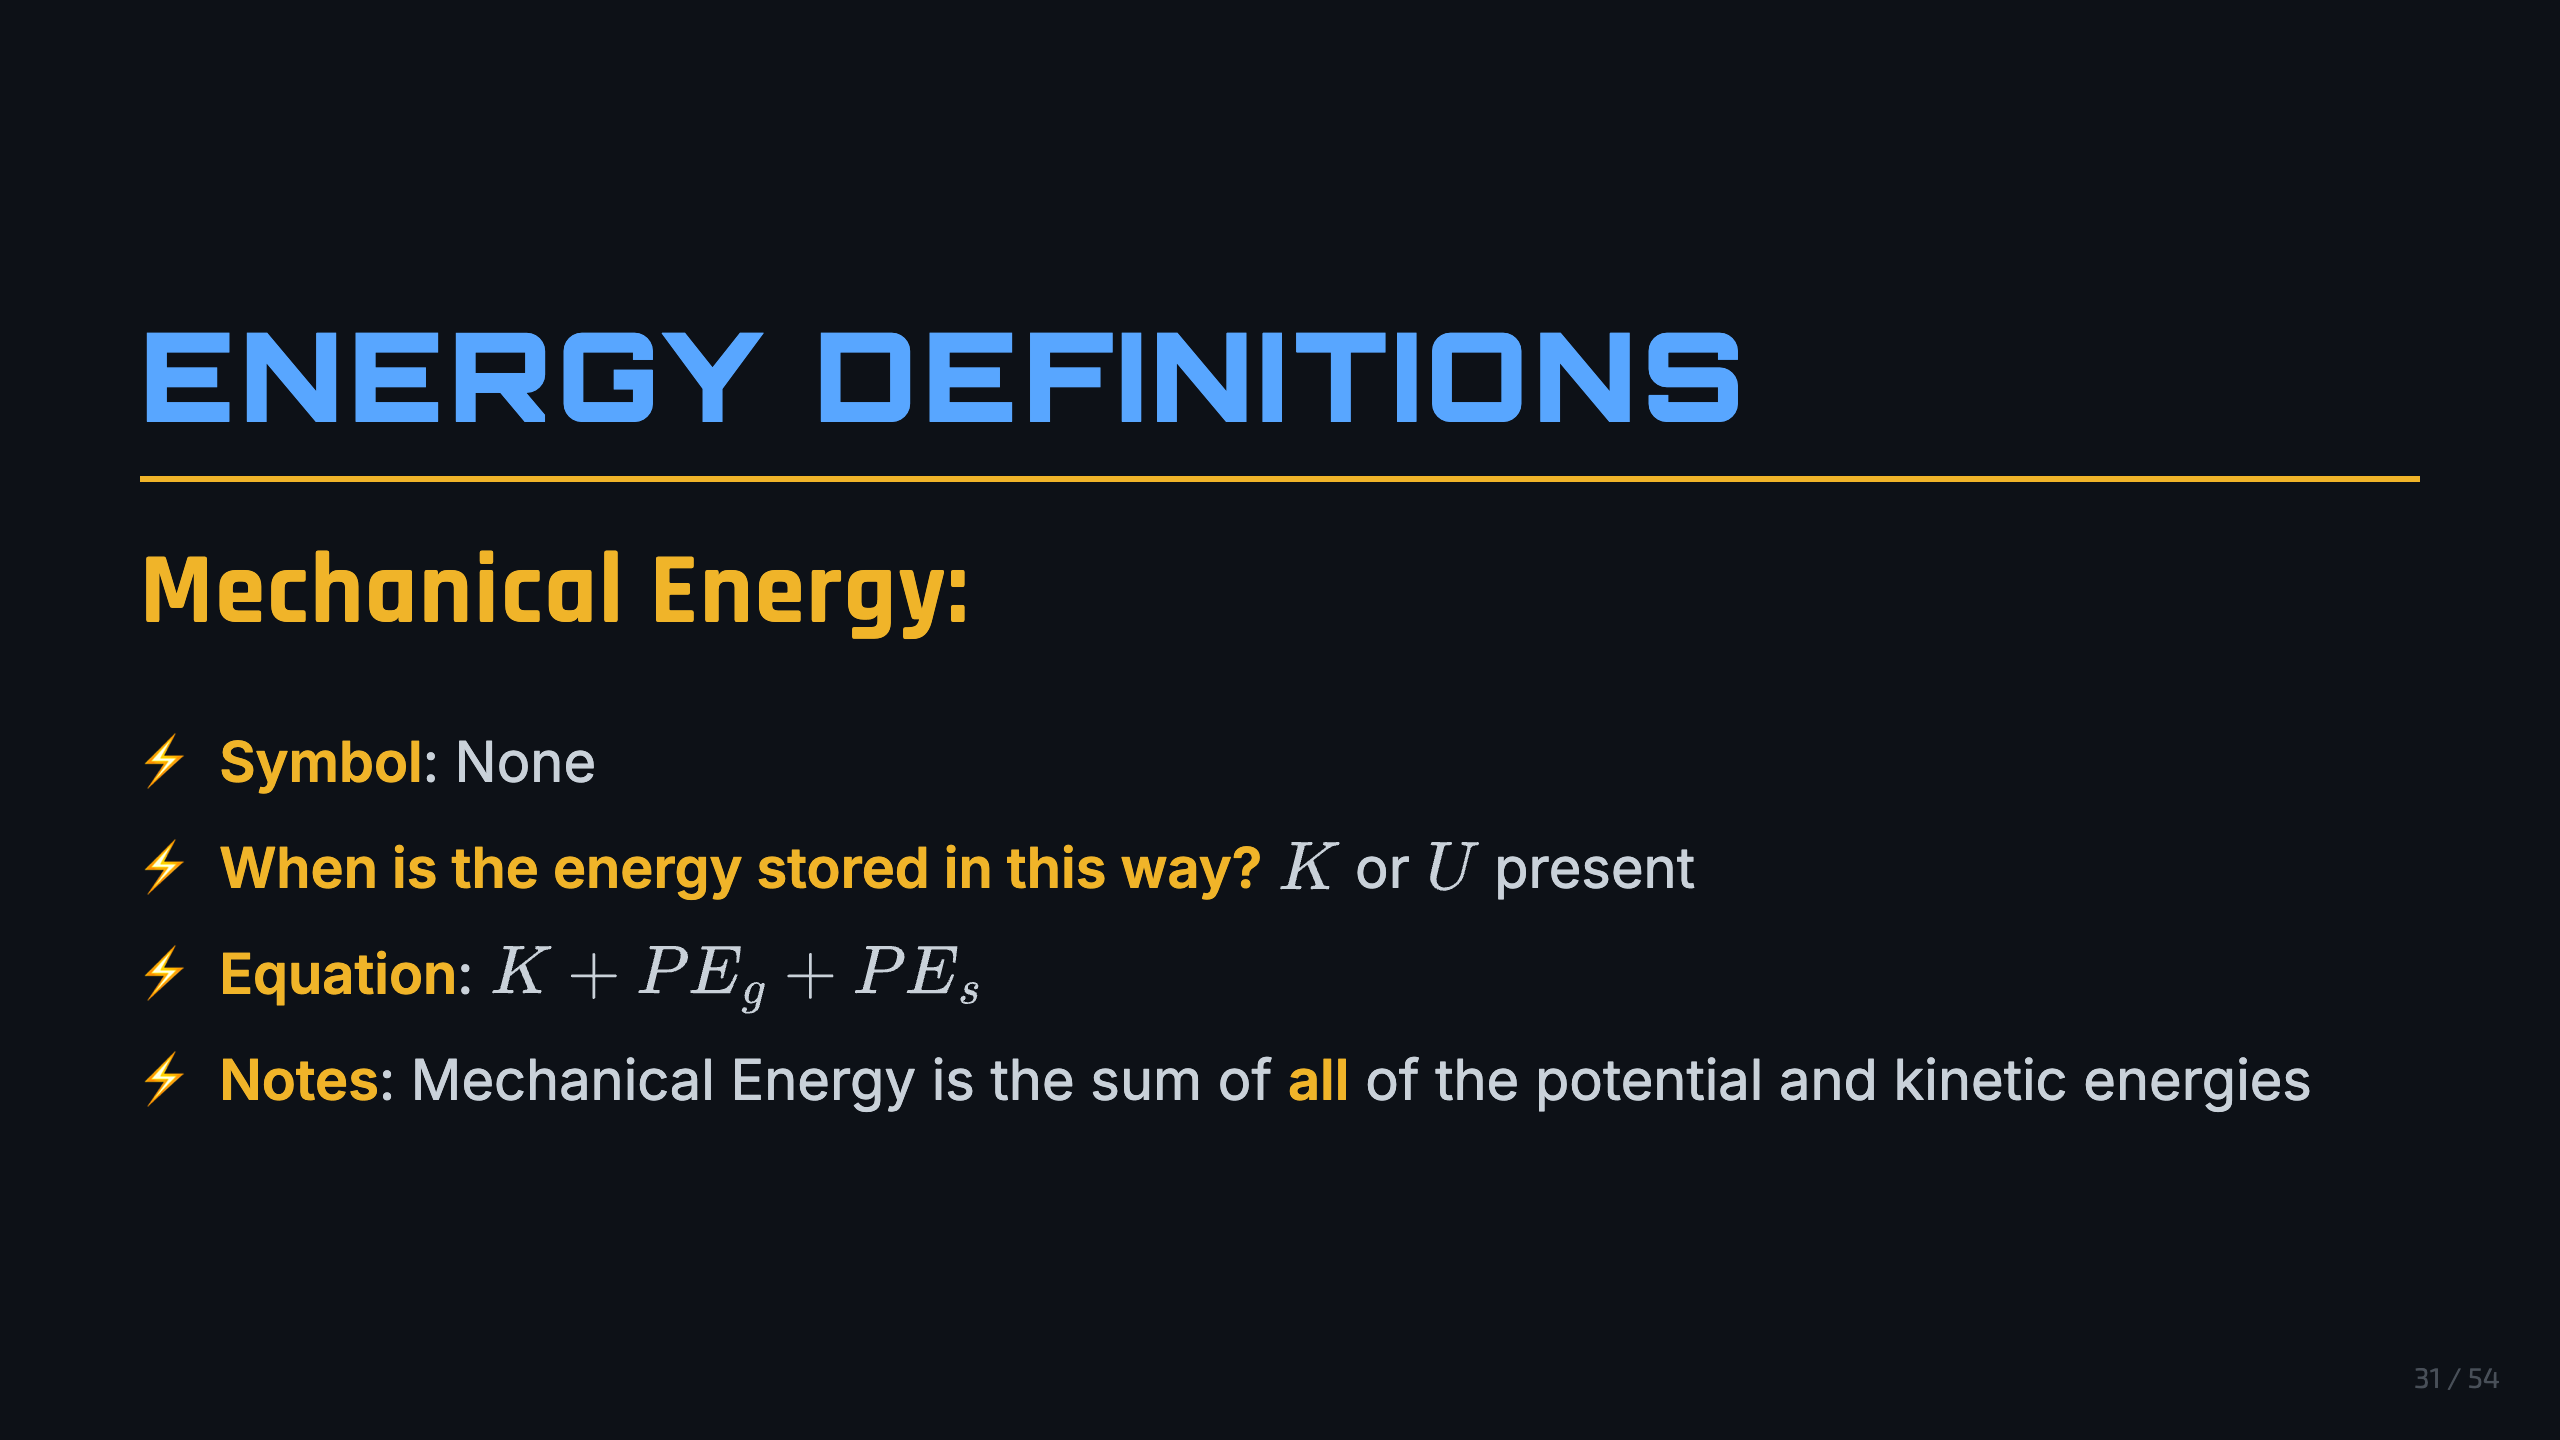 ENERGY DEFINITIONS
Mechanical Energy:
⚡ Symbol: None
⚡ When is the energy stored in this way? K or U present
⚡ Equation: $K + PE_g + PE_s$
⚡ Notes: Mechanical Energy is the sum of all of the potential and kinetic energies
31 / 54